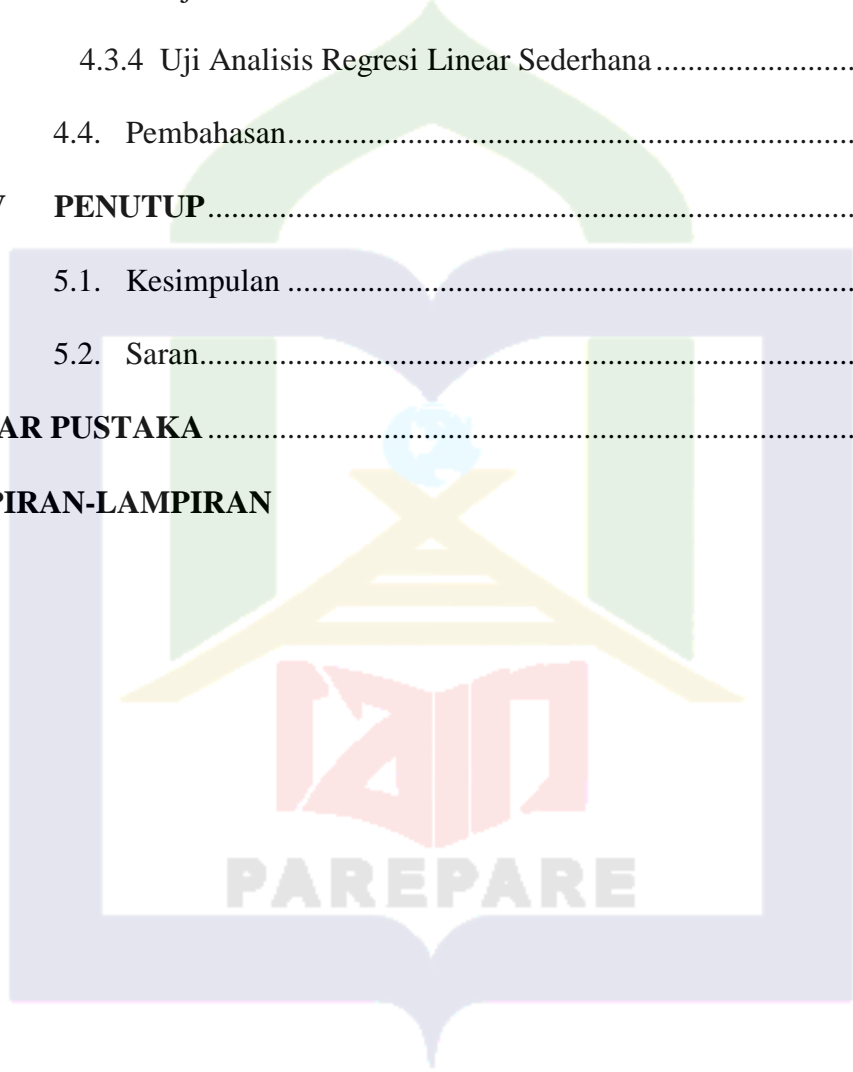 4.3.4 Uji Analisis Regresi Linear Sederhana..........................
4.4. Pembahasan......................................................................
PENUTUP................................................................................
5.1. Kesimpulan ......................................................................
5.2. Saran.................................................................................
AR PUSTAKA................................................................................
PIRAN-LAMPIRAN
iain
PAREPARE